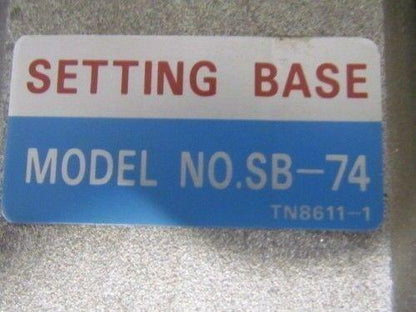 SETTING BASE
MODEL NO.SB-74
TN8611-1